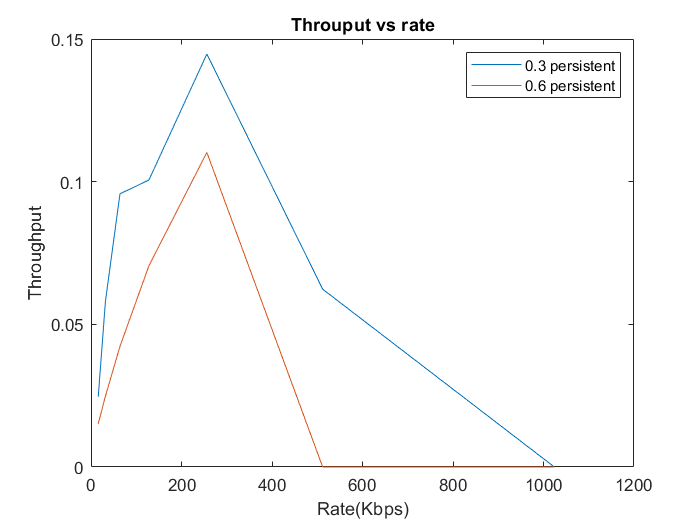 Throuput vs rate
0.15
0.1
0.05
0
Throughput
0.3 persistent
0.6 persistent
0
200
400
600
800
1000
1200
Rate(Kbps)